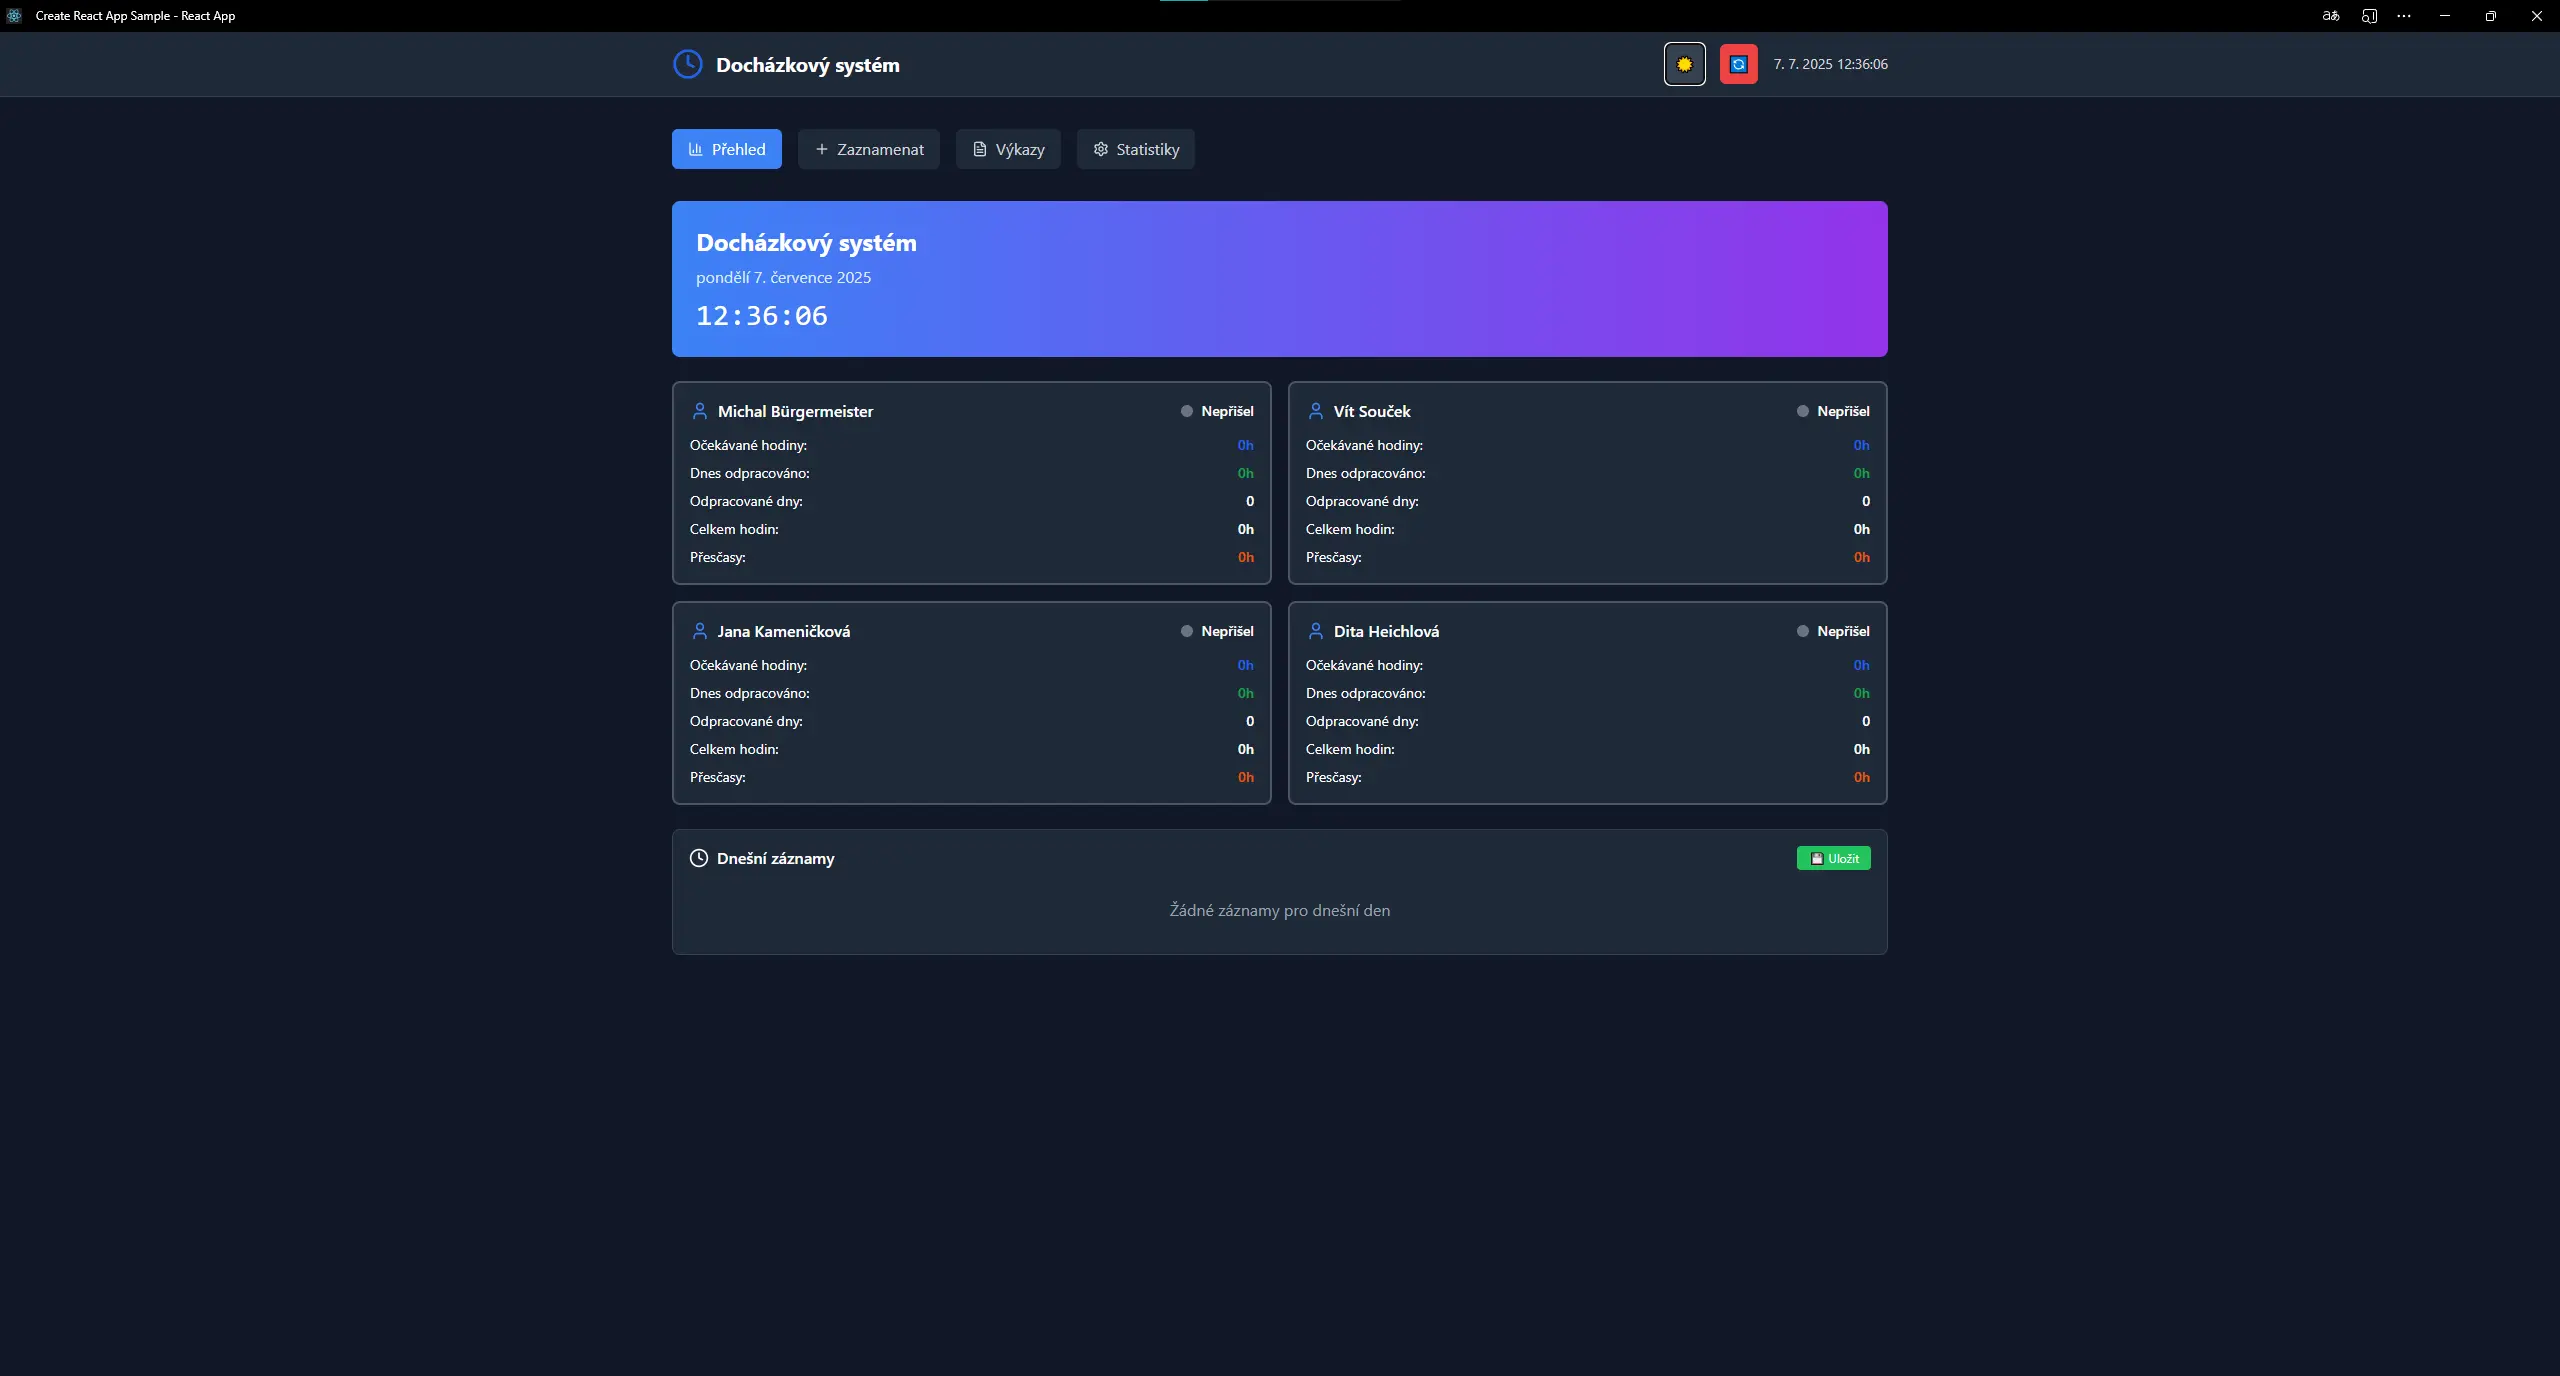 Create React App Sample - React App
Docházkový systém
7. 7. 2025 12:36:06
Přehled
Zaznamenat
Výkazy
Statistiky
Docházkový systém
pondělí 7. července 2025
12:36:06
Michal Bürgermeister
Nepřišel
Očekávané hodiny: 0h
Dnes odpracováno: 0h
Odpracované dny: 0
Celkem hodin: 0h
Přesčasy: 0h
Vít Souček
Nepřišel
Očekávané hodiny: 0h
Dnes odpracováno: 0h
Odpracované dny: 0
Celkem hodin: 0h
Přesčasy: 0h
Jana Kameničková
Nepřišel
Očekávané hodiny: 0h
Dnes odpracováno: 0h
Odpracované dny: 0
Celkem hodin: 0h
Přesčasy: 0h
Dita Heichlová
Nepřišel
Očekávané hodiny: 0h
Dnes odpracováno: 0h
Odpracované dny: 0
Celkem hodin: 0h
Přesčasy: 0h
Dnešní záznamy
Uložit
Žádné záznamy pro dnešní den